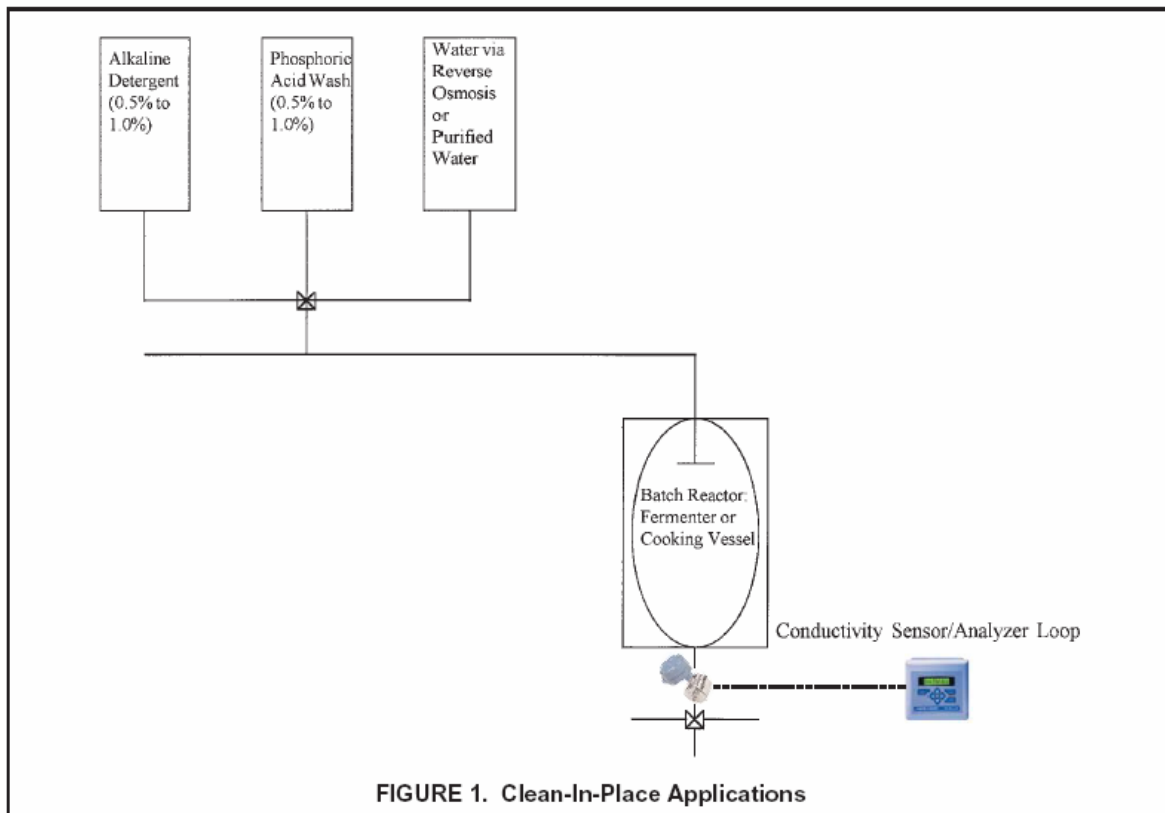 Alkaline
Detergent
(0.5% to
1.0%)
Phosphoric
Acid Wash
(0.5% to
1.0%)
Water via
Reverse
Osmosis
or
Purified
Water
Batch Reactor:
Fermenter or
Cooking Vessel
Conductivity Sensor/Analyzer Loop
FIGURE 1. Clean-In-Place Applications